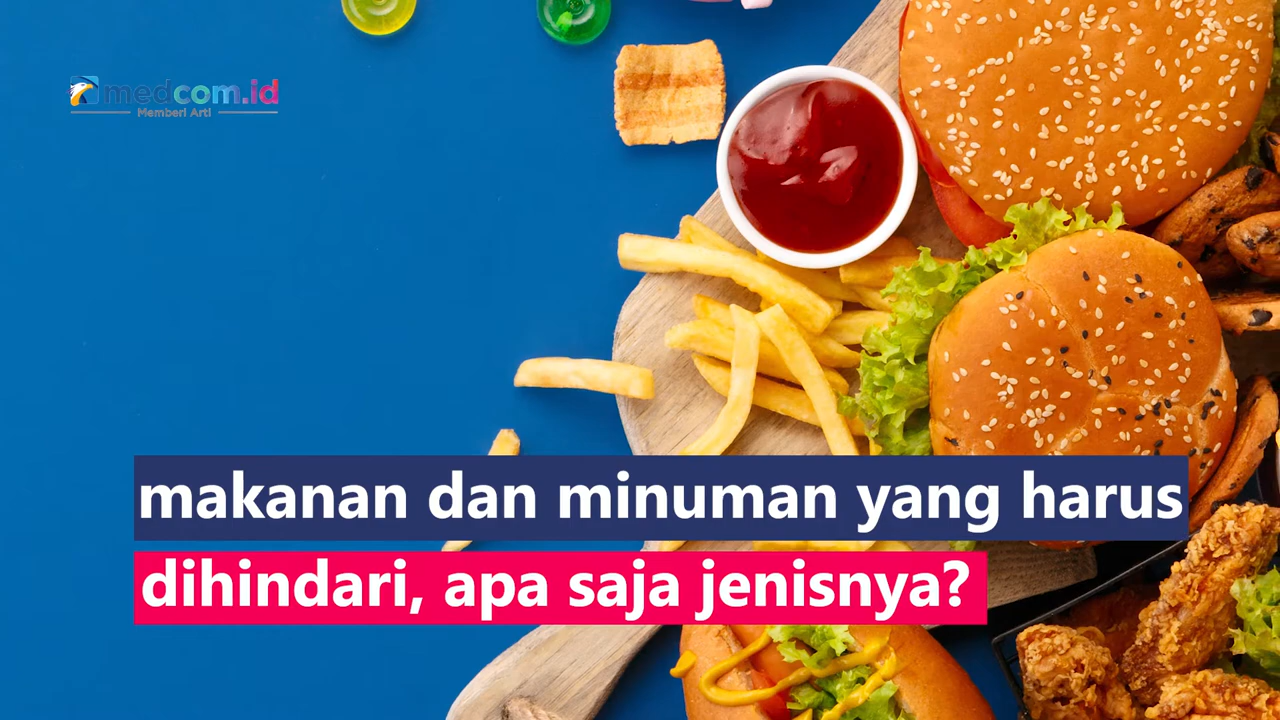 medcom.id
Memberi Arti
makanan dan minuman yang harus
dihindari, apa saja jenisnya?